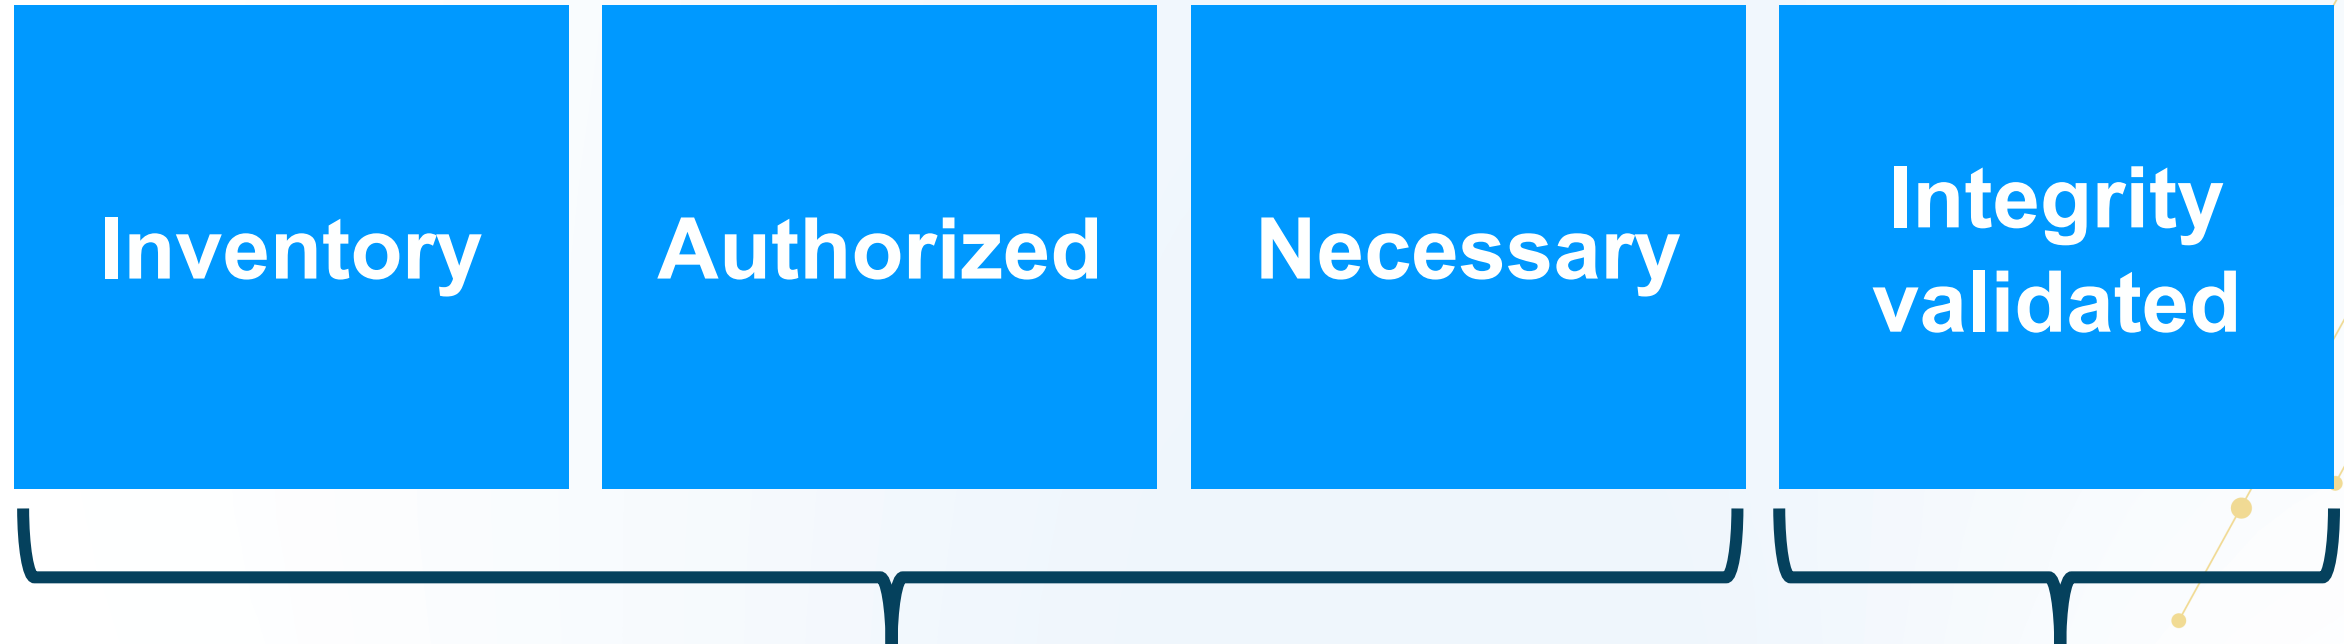 Inventory
Authorized
Necessary
Integrity
validated